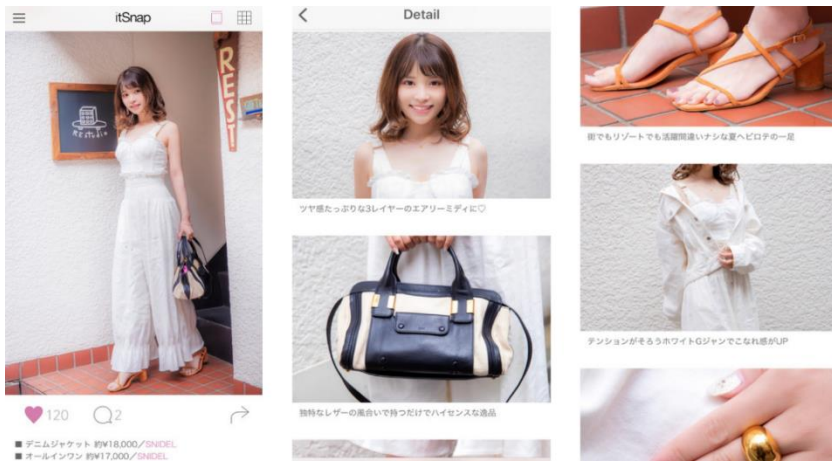 itSnap
REST
RE studio
120
2
■ デニムジャケット 約¥18,000/SNIDEL
■ オールインワン 約¥17,000/SNIDEL
Detail
ツヤ感たっぷりな3レイヤーのエアリーミディに♡
独特なレザーの風合いで持つだけでハイセンスな逸品
街でもリゾートでも活躍間違いナシな夏ヘビロテの一足
テンションがそろうホワイトGジャンでこなれ感がUP